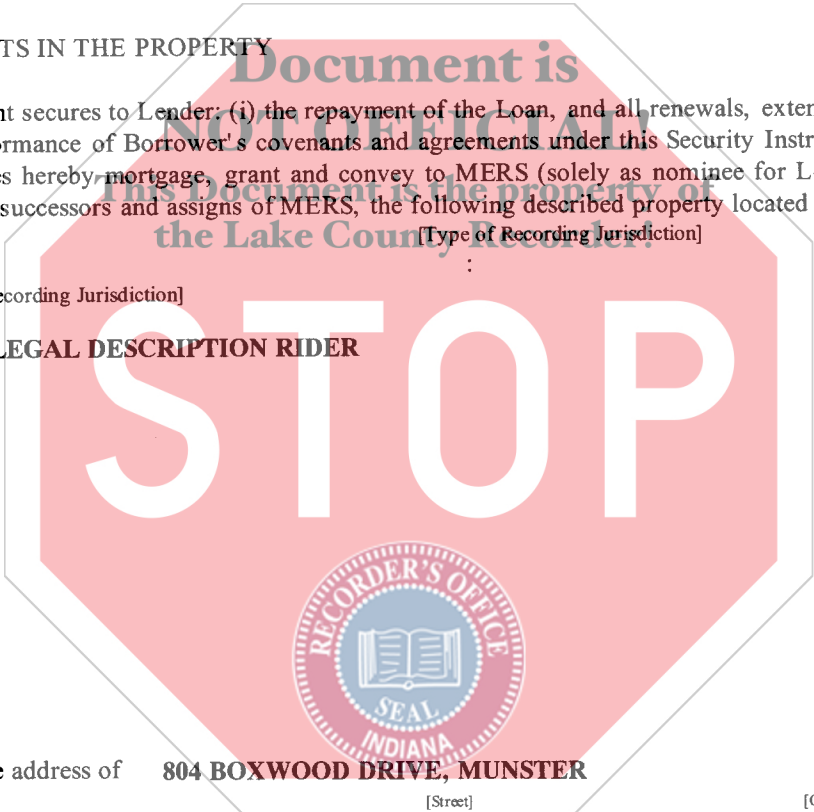 TS IN THE PROPERTY
Document is
nt secures to Lender: (i) the repayment of the Loan, and all renewals, exten
NOT OFFICIAL!
ormance of Borrower's covenants and agreements under this Security Instr
es hereby mortgage, grant and convey to MERS (solely as nominee for L
This Document is the property of
successors and assigns of MERS, the following described property located
the Lake County Recorder!
[Type of Recording Jurisdiction]
:
ecording Jurisdiction]
LEGAL DESCRIPTION RIDER
STOP
RECORDER'S OFFICE
SEAL
INDIANA
e address of 804 BOXWOOD DRIVE, MUNSTER
[Street]
[C